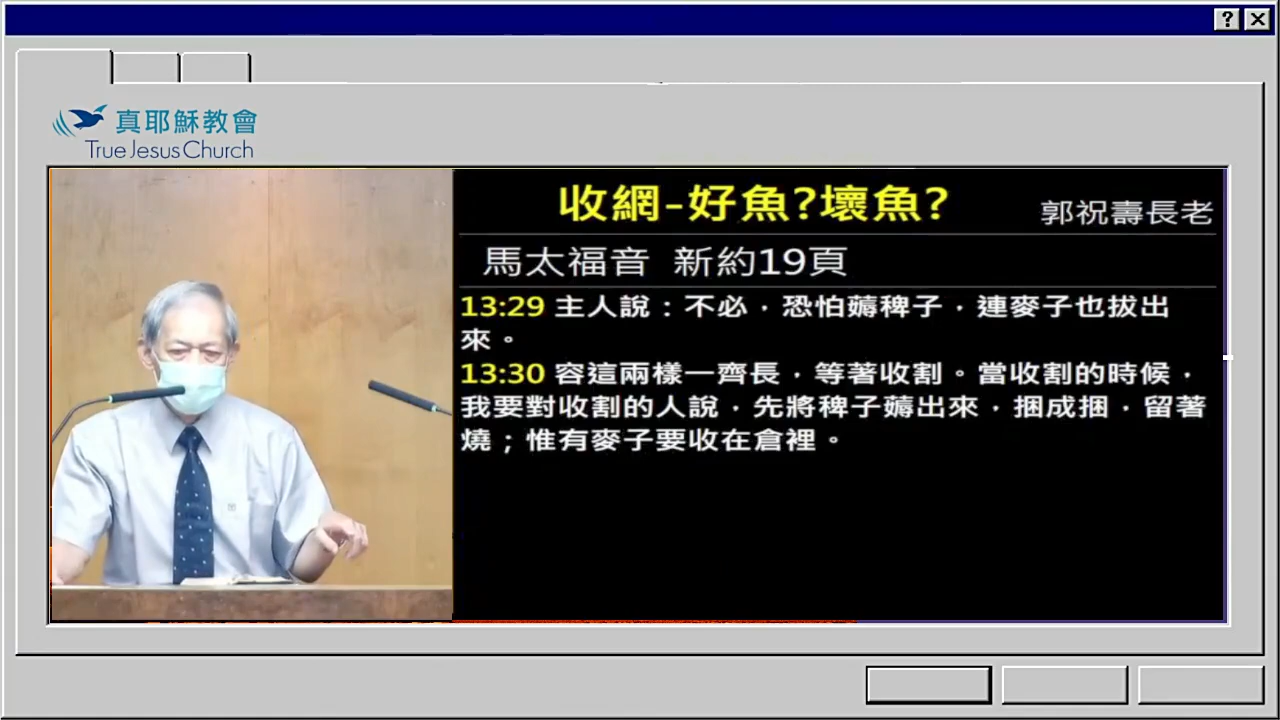 真耶穌教會
True Jesus Church
收網-好魚?壞魚?
郭祝壽長老
馬太福音 新約19頁
13:29 主人說：不必，恐怕薅稗子，連麥子也拔出
來。
13:30 容這兩樣一齊長，等著收割。當收割的時候，
我要對收割的人說，先將稗子薅出來，捆成捆，留著
燒；惟有麥子要收在倉裡。